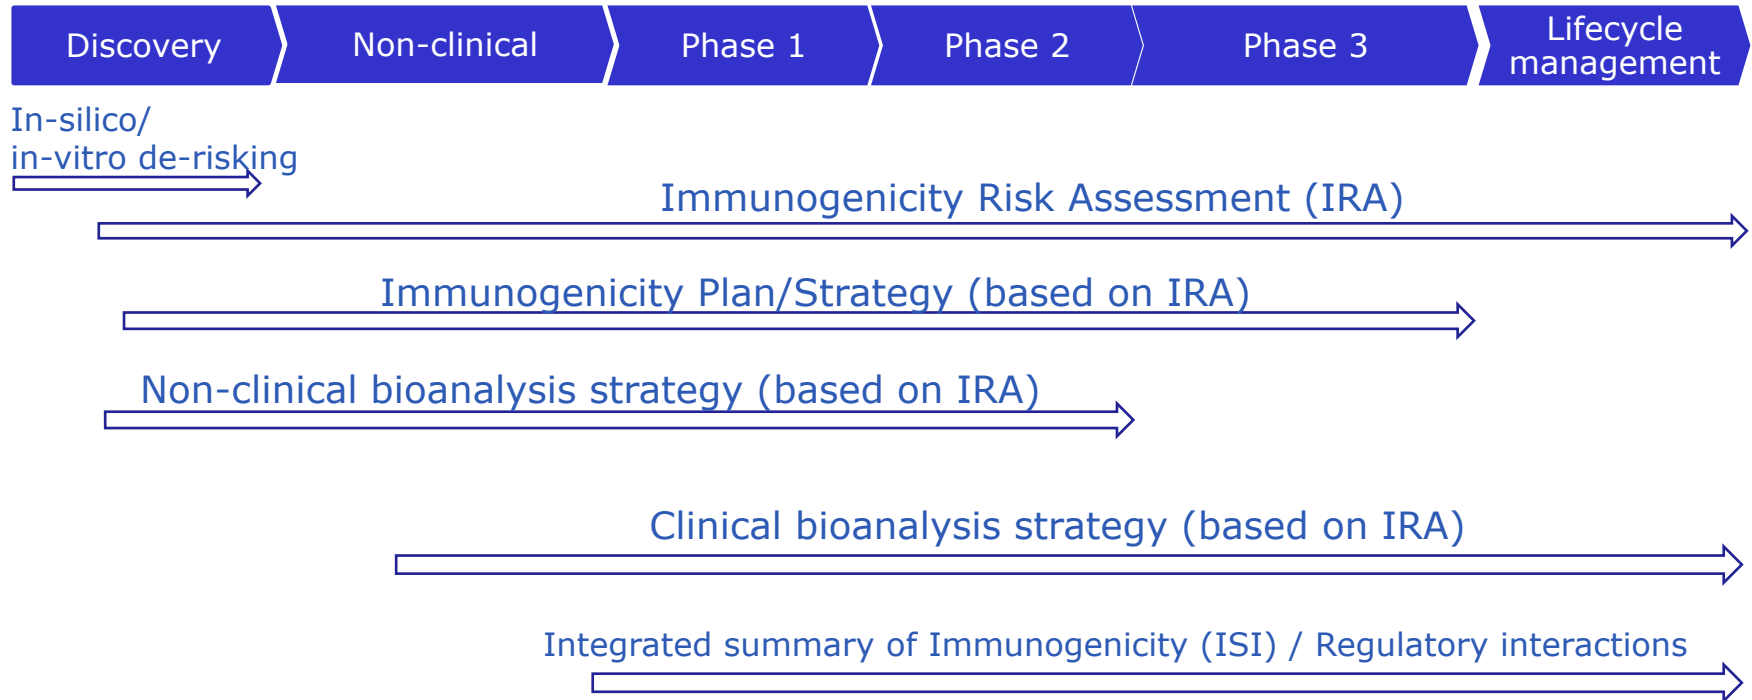 Discovery
Non-clinical
Phase 1
Phase 2
Phase 3
Lifecycle
management
In-silico/
in-vitro de-risking
Immunogenicity Risk Assessment (IRA)
Immunogenicity Plan/Strategy (based on IRA)
Non-clinical bioanalysis strategy (based on IRA)
Clinical bioanalysis strategy (based on IRA)
Integrated summary of Immunogenicity (ISI) / Regulatory interactions